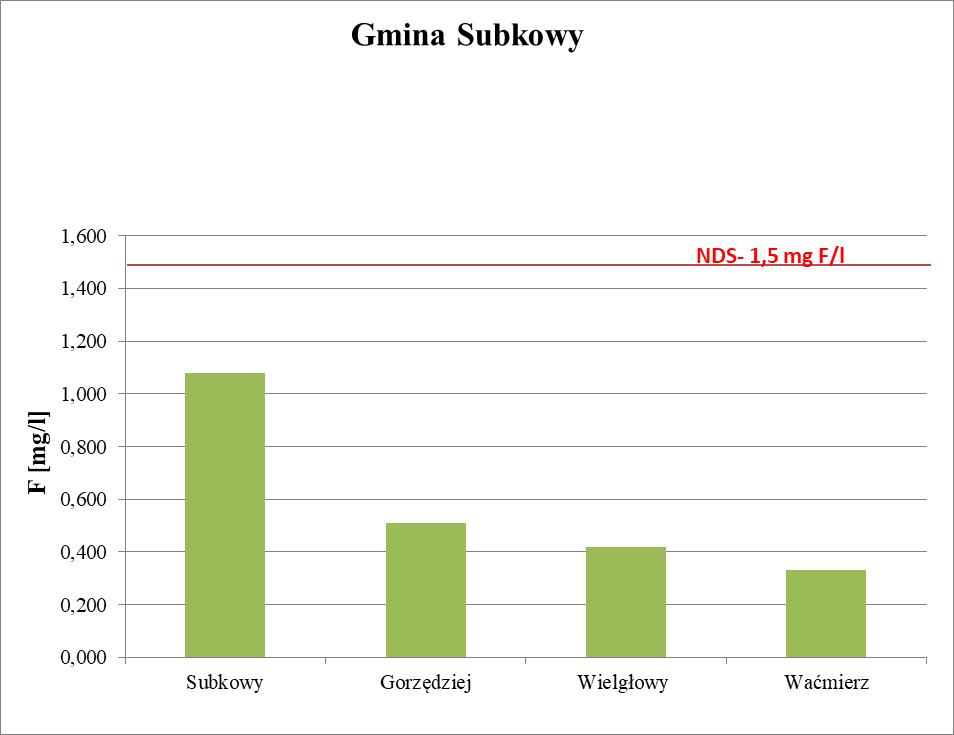 Gmina Subkowy
1,600
NDS- 1,5 mg F/l
1,400
1,200
1,000
0,800
0,600
0,400
0,200
0,000
F [mg/l]
Subkowy
Gorzędziej
Wielgłowy
Waćmierz